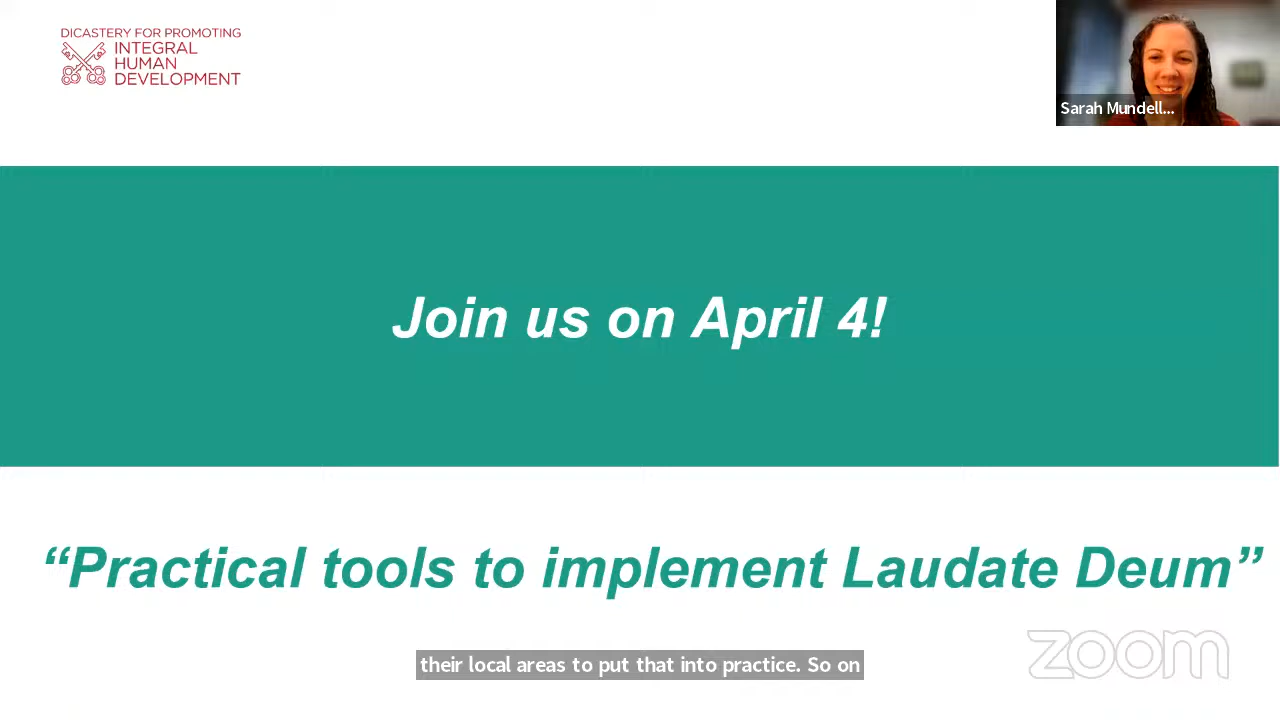 DICASTERY FOR PROMOTING
INTEGRAL
HUMAN
DEVELOPMENT
Sarah Mundell...
Join us on April 4!
“Practical tools to implement Laudate Deum”
their local areas to put that into practice. So on
zoom